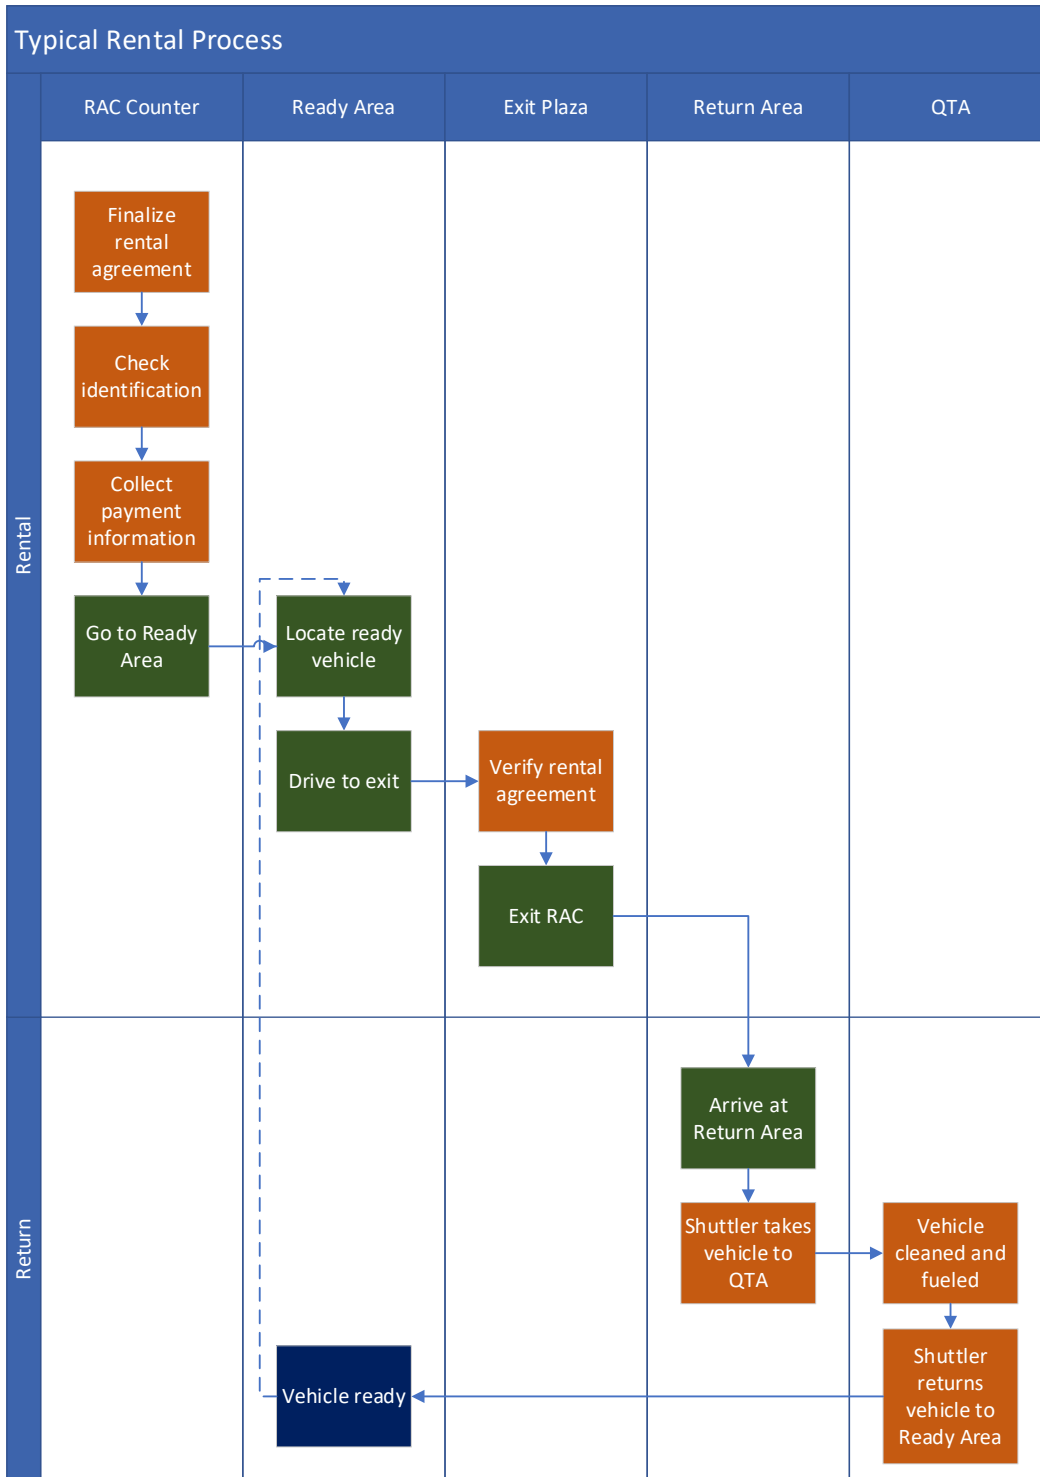 Typical Rental Process
RAC Counter
Ready Area
Exit Plaza
Return Area
QTA
Rental
Finalize
rental
agreement
Check
identification
Collect
payment
information
Go to Ready
Area
Locate ready
vehicle
Drive to exit
Verify rental
agreement
Exit RAC
Return
Arrive at
Return Area
Shuttler takes
vehicle to
QTA
Vehicle
cleaned and
fueled
Shuttler
returns
vehicle to
Ready Area
Vehicle ready